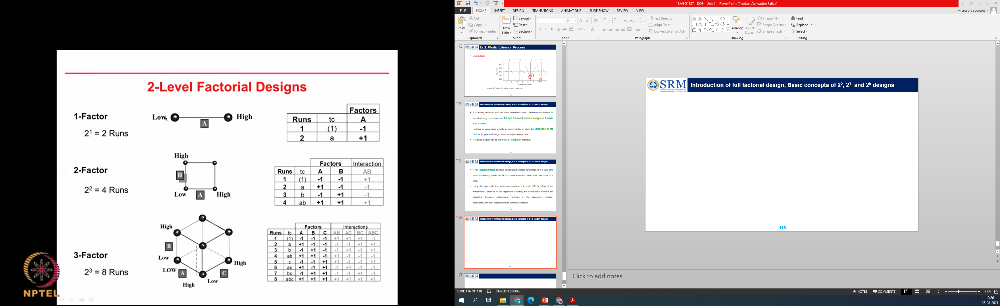 2-Level Factorial Designs
1-Factor
2¹ = 2 Runs
Low
High
A
Factors
Runs tc A
1 (1) -1
2 a +1
2-Factor
2² = 4 Runs
High
B
Low A High
Factors Interaction
Runs tc A B AB
1 (1) -1 -1 +1
2 a +1 -1 -1
3 b -1 +1 -1
4 ab +1 +1 +1
3-Factor
2³ = 8 Runs
High
B
Low
LOW A
High
Low
C
High
Factors Interactions
Runs tc A B C AB AC BC ABC
1 (1) -1 -1 -1 +1 +1 +1 -1
2 a +1 -1 -1 -1 -1 +1 +1
3 b -1 +1 -1 -1 +1 -1 +1
4 ab +1 +1 -1 +1 -1 -1 -1
5 c -1 -1 +1 +1 -1 -1 +1
6 ac +1 -1 +1 -1 +1 -1 -1
7 bc -1 +1 +1 -1 -1 +1 -1
8 abc +1 +1 +1 +1 +1 +1 +1
NPTEL
18MEO113T - DOE - Unit 2 - PowerPoint (Product Activation Failed)
FILE HOME INSERT DESIGN TRANSITIONS ANIMATIONS SLIDE SHOW REVIEW VIEW
Microsoft account
Paste
Cut
Copy
Format Painter
Clipboard
New Slide
Layout
Reset
Section
Slides
24
Font
Text Direction
Align Text
Convert to SmartArt
Paragraph
Arrange
Quick Styles
Shape Fill
Shape Outline
Shape Effects
Drawing
Find
Replace
Select
Editing
113
SRM Ex 2. Plastic Extrusion Process
• Main Effects
A B C D E F G H
Process parameters
Figure 5.7 Main effects plot for the experiment.
114
SRM Introduction of full factorial design, Basic concepts of 2², 2³ and 2ᵏ designs
• It is widely accepted that the most commonly used experimental designs in
manufacturing companies are full and fractional factorial designs at 2-levels
and 3-levels.
• Factorial designs would enable an experimenter to study the joint effect of the
factors (or process/design parameters) on a response.
• A factorial design can be either full or fractional factorial.
115
SRM Introduction of full factorial design, Basic concepts of 2², 2³ and 2ᵏ designs
• A full factorial design consists of all possible factor combinations in a test, and,
most importantly, varies the factors simultaneously rather than one factor at a
time.
• Using this approach, the tester can examine both main effects (effect of the
independent variables on the dependent variable) and interactions (effect of the
interaction between independent variables on the dependent variable)
associated with both categorical and continuous factors.
116
SRM Introduction of full factorial design, Basic concepts of 2², 2³ and 2ᵏ designs
117
SRM
SRM Introduction of full factorial design, Basic concepts of 2², 2³ and 2ᵏ designs
INSTITUTE OF SCIENCE & TECHNOLOGY
116
Click to add notes
SLIDE 116 OF 118 ENGLISH (INDIA)
NOTES COMMENTS 75%
10:26
26-08-2021